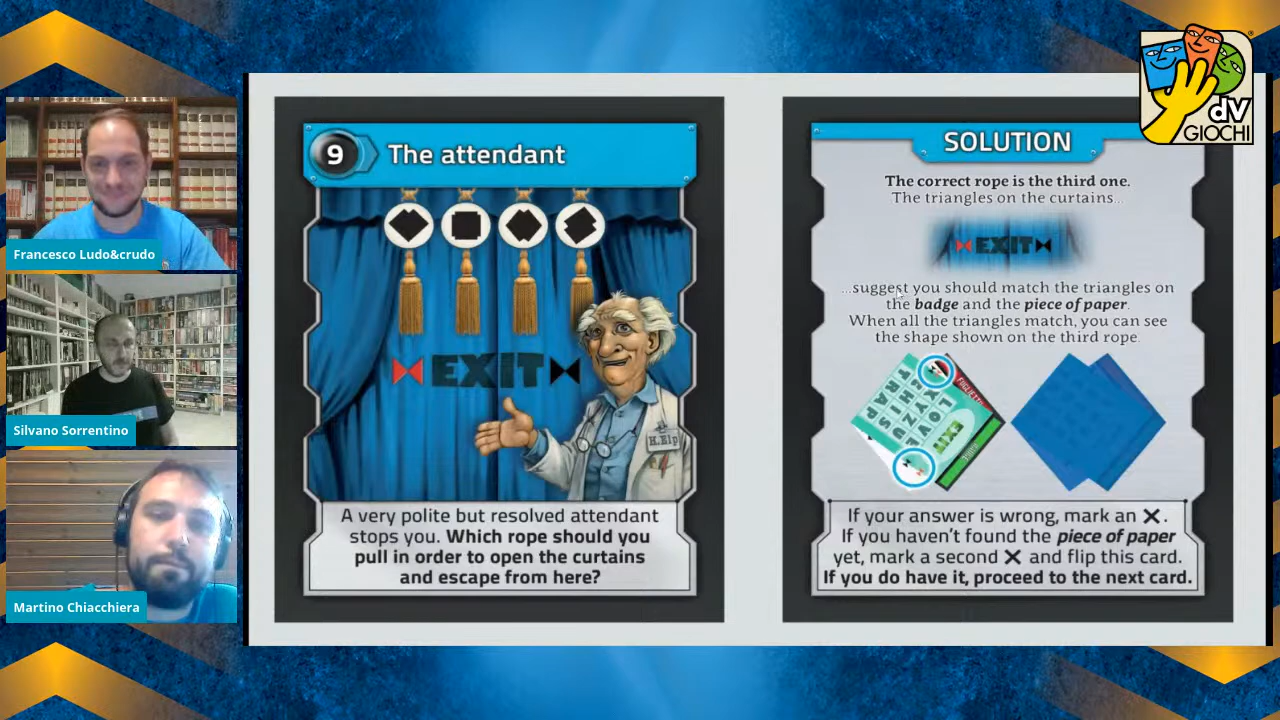 dv
GIOCHI
Francesco Ludo&crudo
Silvano Sorrentino
Martino Chiacchiera
9
The attendant
EXIT
H.Elp
A very polite but resolved attendant
stops you. Which rope should you
pull in order to open the curtains
and escape from here?
SOLUTION
The correct rope is the third one.
The triangles on the curtains...
EXIT
...suggest you should match the triangles on
the badge and the piece of paper.
When all the triangles match, you can see
the shape shown on the third rope.
EXIT
If your answer is wrong, mark an X.
If you haven't found the piece of paper
yet, mark a second X and flip this card.
If you do have it, proceed to the next card.